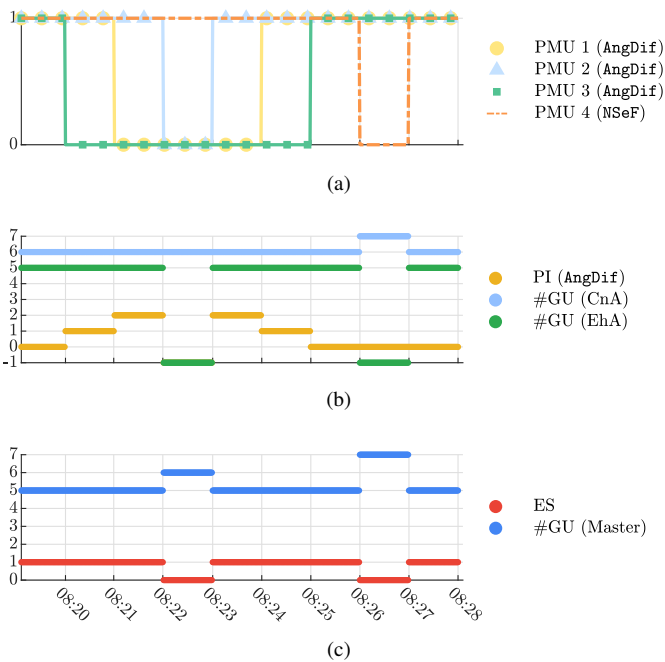 1
0
PMU 1 (AngDif)
PMU 2 (AngDif)
PMU 3 (AngDif)
PMU 4 (NSeF)
(a)
7
6
5
4
3
2
1
0
-1
PI (AngDif)
#GU (CnA)
#GU (EhA)
(b)
7
6
5
4
3
2
1
0
ES
#GU (Master)
08:20 08:21 08:22 08:23 08:24 08:25 08:26 08:27 08:28
(c)